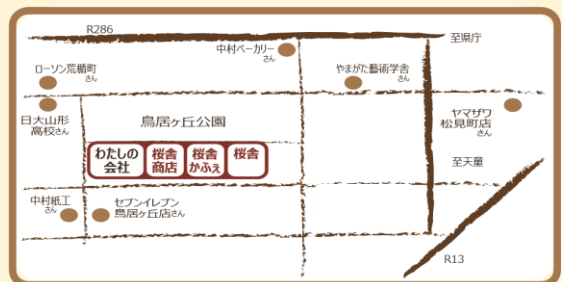 R286
至県庁
中村ベーカリー
さん
ローソン荒楯町
さん
やまがた藝術学舎
さん
日大山形
高校さん
鳥居ヶ丘公園
ヤマザワ
松見町店
さん
わたしの
会社
桜舎
商店
桜舎
かふぇ
桜舎
至天童
中村紙工
さん
セブンイレブン
鳥居ヶ丘店さん
R13